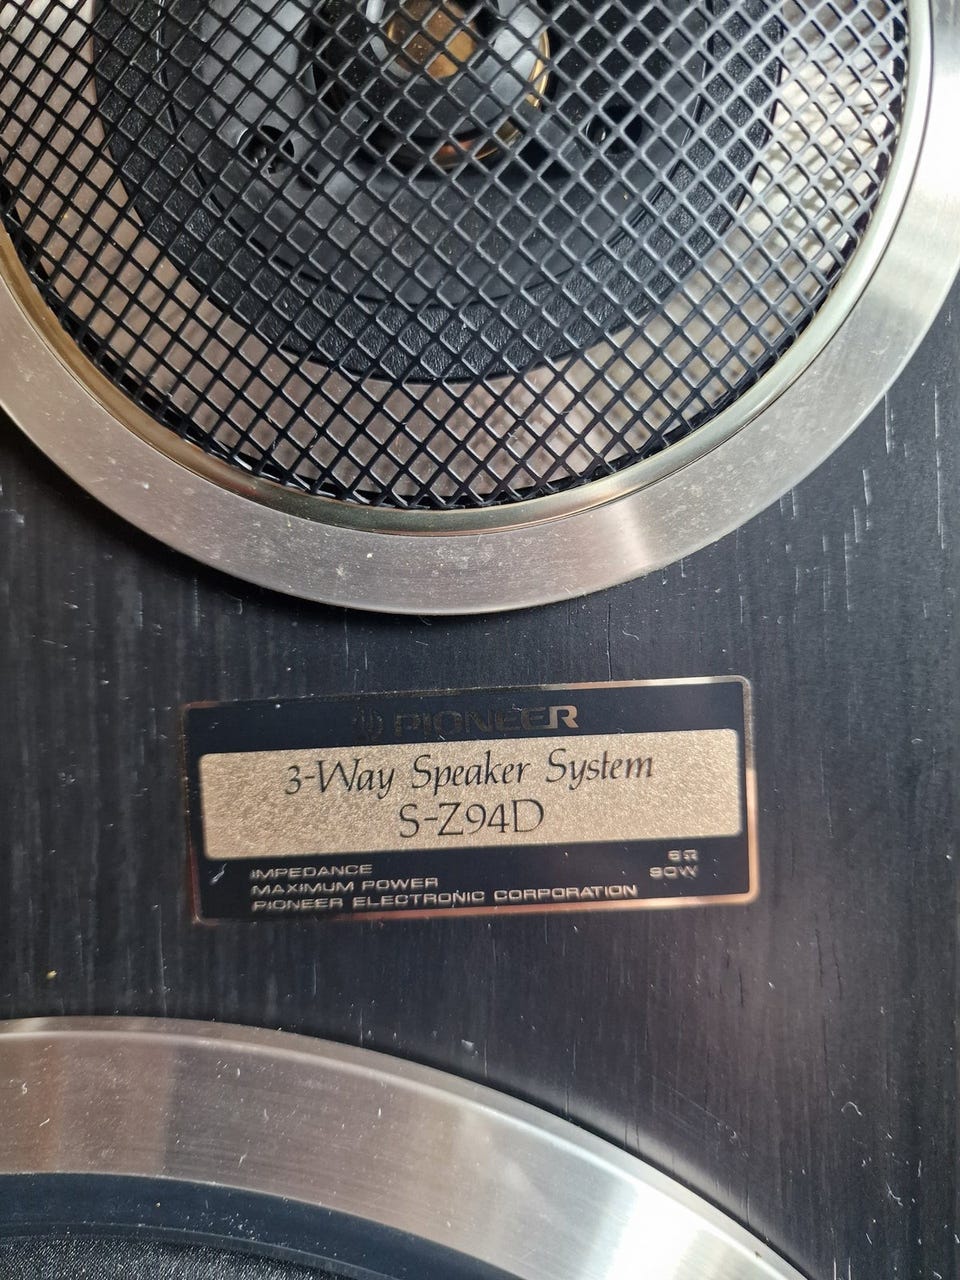 PIONEER
3-Way Speaker System
S-Z94D
IMPEDANCE 6Ω
MAXIMUM POWER 90W
PIONEER ELECTRONIC CORPORATION